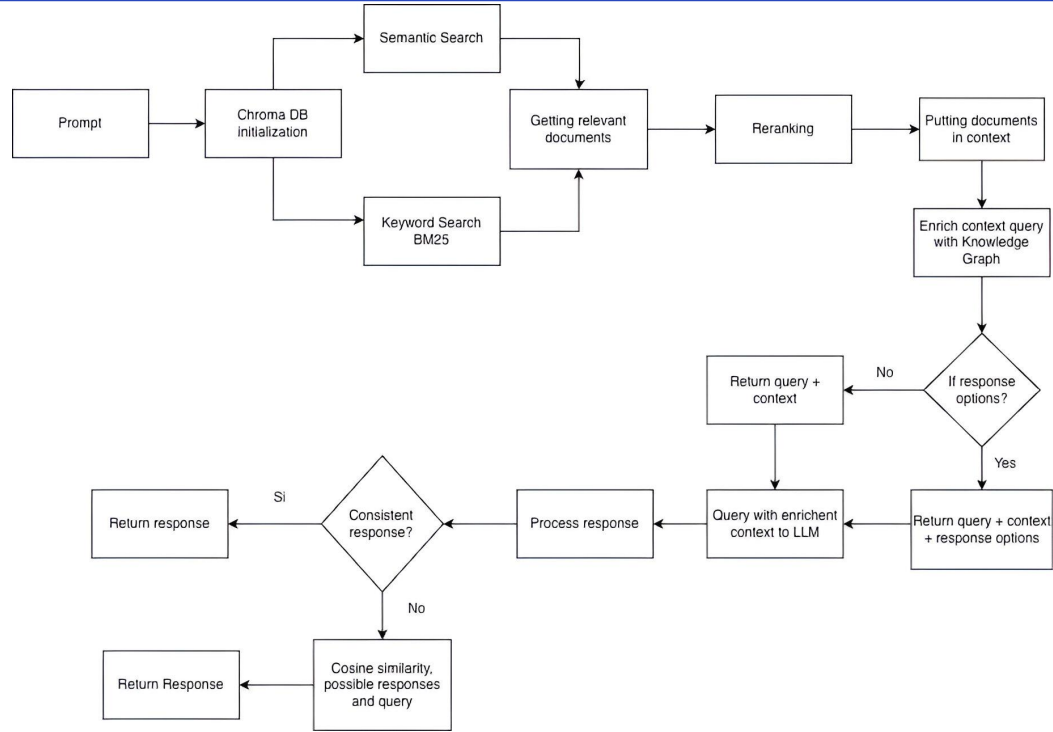 Semantic Search
Prompt
Chroma DB
initialization
Getting relevant
documents
Reranking
Putting documents
in context
Keyword Search
BM25
Enrich context query
with Knowledge
Graph
If response
options?
No
Return query +
context
Yes
Return query + context
+ response options
Query with enrichent
context to LLM
Process response
Consistent
response?
Si
Return response
No
Cosine similarity,
possible responses
and query
Return Response